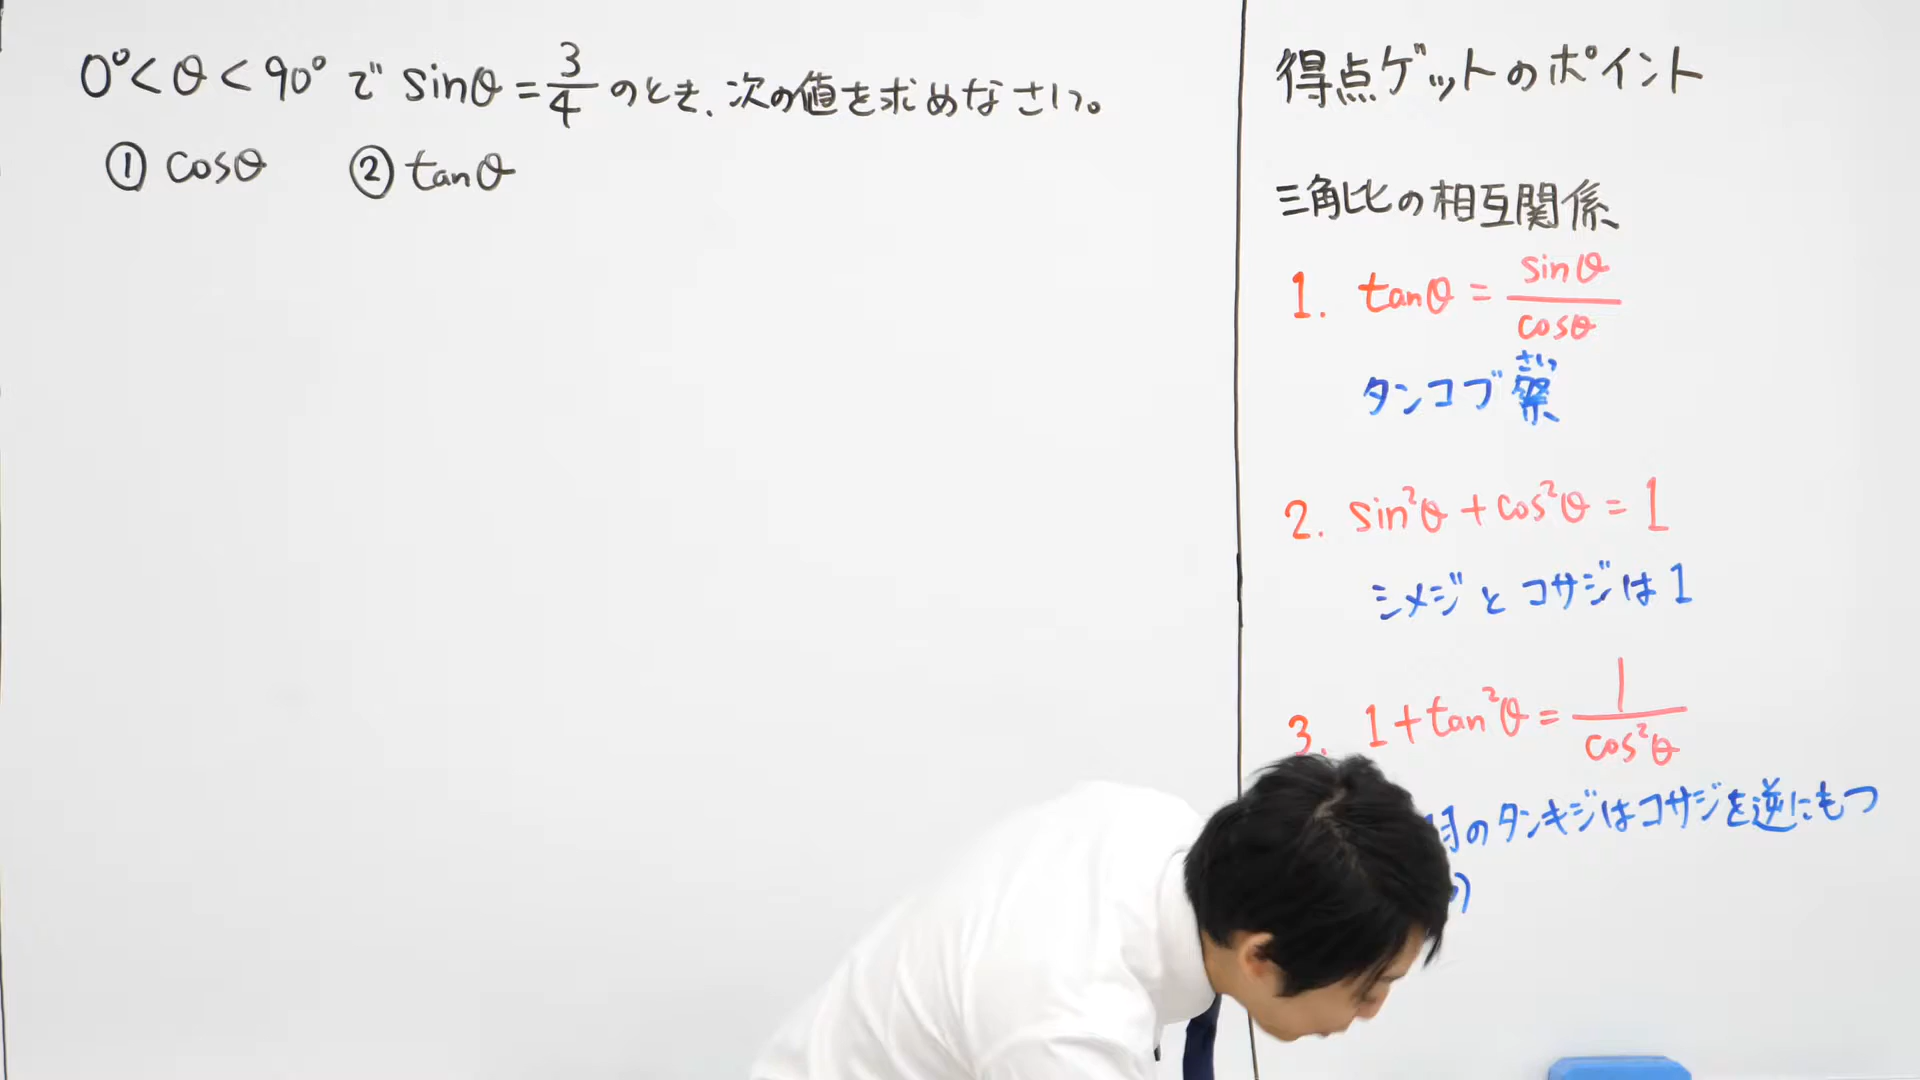 0°<θ<90°で sinθ=3/4 のとき、次の値を求めなさい。
① cosθ ② tanθ
得点ゲットのポイント
三角比の相互関係
1. tanθ = sinθ/cosθ
さい
タンコブ祭
2. sin²θ + cos²θ = 1
シメジとコサジは1
3. 1+tan²θ = 1/cos²θ
のタンキジはコサジを逆にもつ